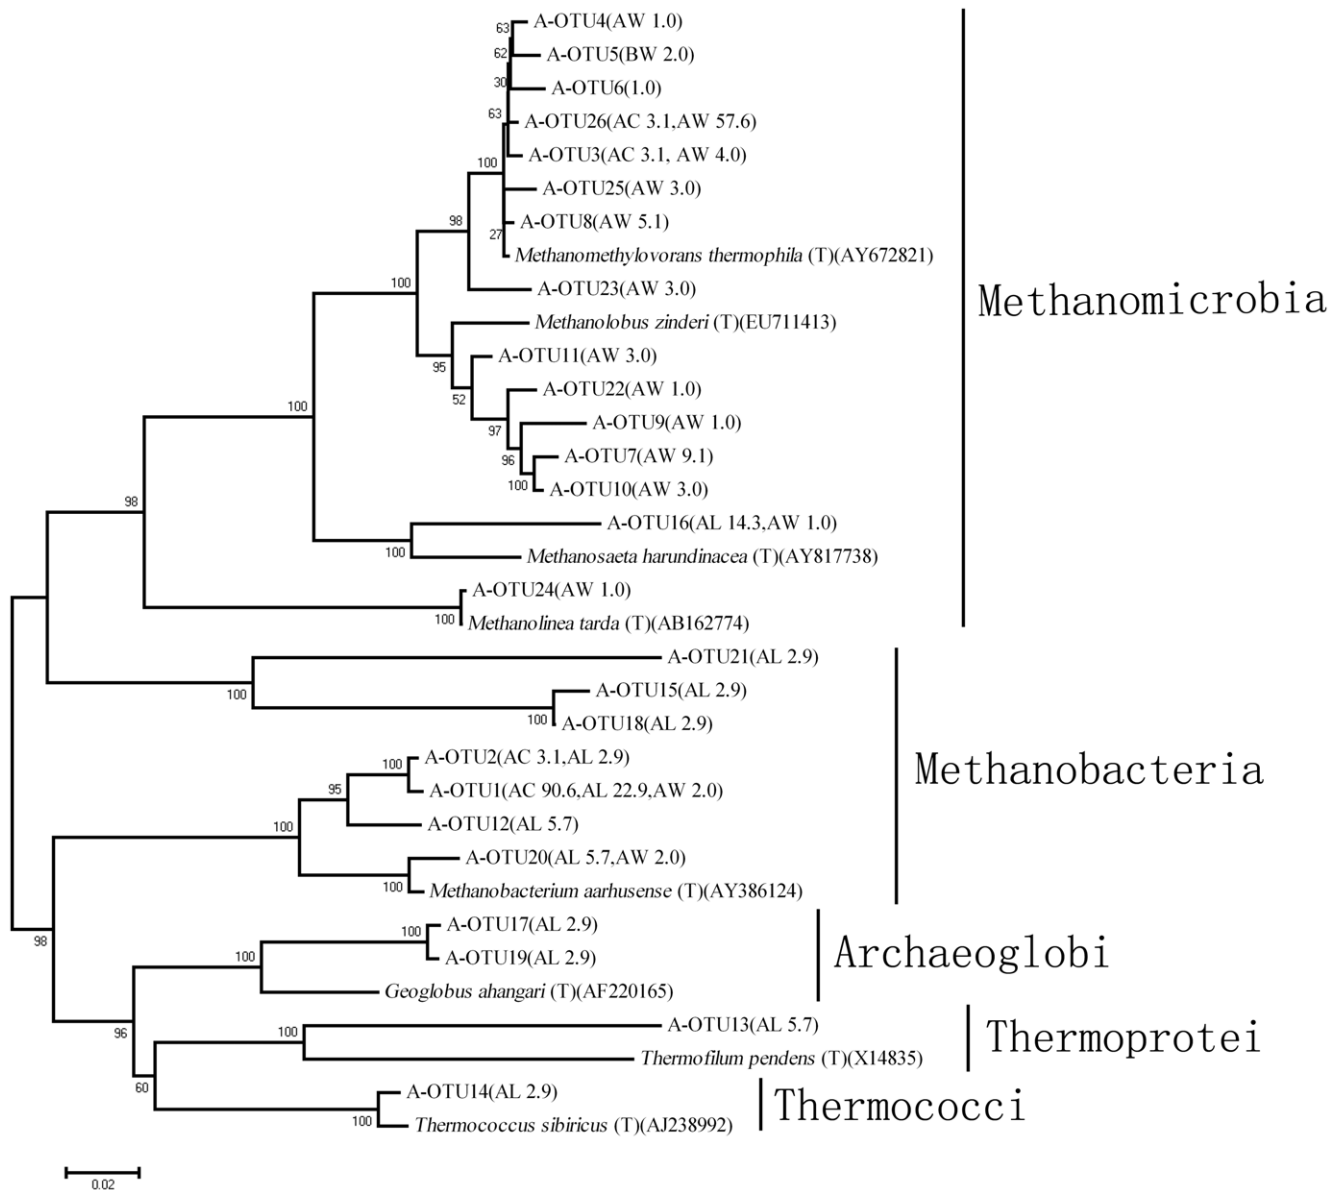 63
A-OTU4(AW 1.0)
62
A-OTU5(BW 2.0)
30
A-OTU6(1.0)
63
A-OTU26(AC 3.1,AW 57.6)
A-OTU3(AC 3.1, AW 4.0)
100
A-OTU25(AW 3.0)
98
A-OTU8(AW 5.1)
27
Methanomethylovorans thermophila (T)(AY672821)
100
A-OTU23(AW 3.0)
Methanomicrobia
Methanolobus zinderi (T)(EU711413)
95
A-OTU11(AW 3.0)
52
A-OTU22(AW 1.0)
100
97
A-OTU9(AW 1.0)
96
A-OTU7(AW 9.1)
100
A-OTU10(AW 3.0)
98
A-OTU16(AL 14.3,AW 1.0)
100
Methanosaeta harundinacea (T)(AY817738)
A-OTU24(AW 1.0)
100
Methanolinea tarda (T)(AB162774)
A-OTU21(AL 2.9)
100
A-OTU15(AL 2.9)
100
A-OTU18(AL 2.9)
A-OTU2(AC 3.1,AL 2.9)
100
Methanobacteria
95
A-OTU1(AC 90.6,AL 22.9,AW 2.0)
100
A-OTU12(AL 5.7)
A-OTU20(AL 5.7,AW 2.0)
100
Methanobacterium aarhusense (T)(AY386124)
98
A-OTU17(AL 2.9)
100
100
A-OTU19(AL 2.9)
Archaeoglobi
Geoglobus ahangari (T)(AF220165)
96
A-OTU13(AL 5.7)
100
Thermoprotei
Thermofilum pendens (T)(X14835)
60
A-OTU14(AL 2.9)
100
Thermococci
Thermococcus sibiricus (T)(AJ238992)
0.02